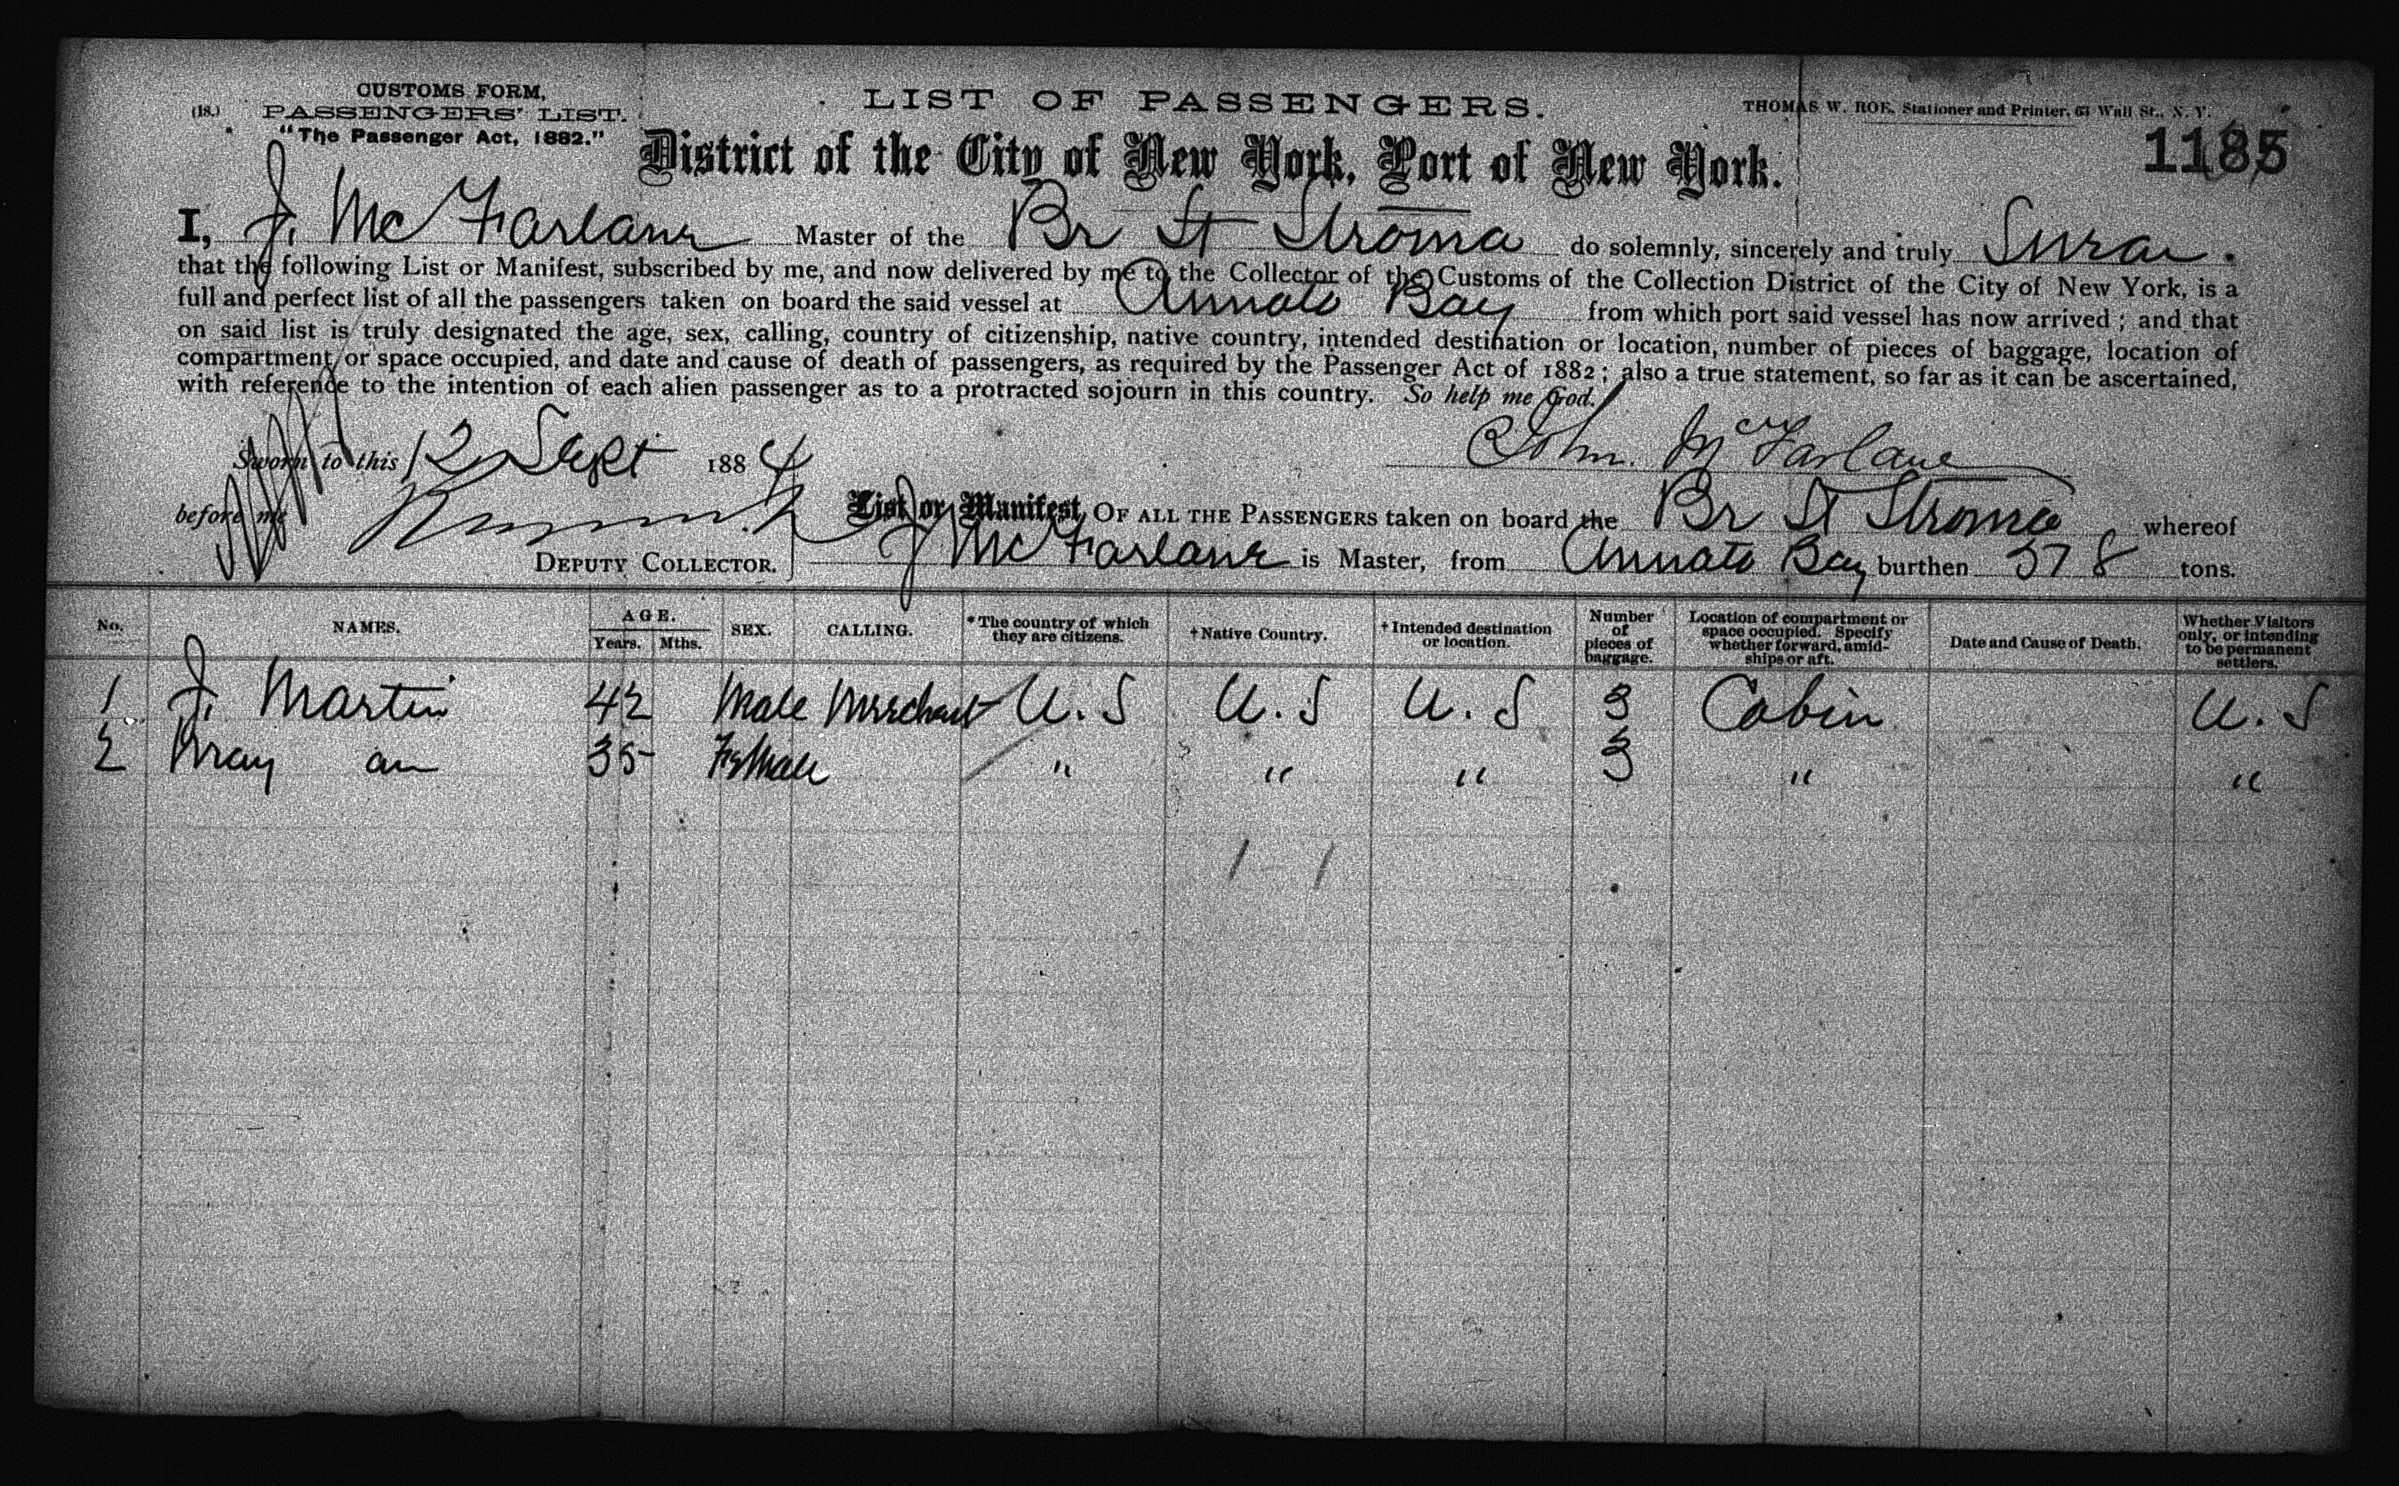 CUSTOMS FORM,
(18.) PASSENGERS' LIST.
"The Passenger Act, 1882."
LIST OF PASSENGERS.
THOMAS W. ROE. Stationer and Printer, 63 Wall St., N. Y.
1185
District of the City of New York, Port of New York.
I, J. McFarlane Master of the Br St Stroma do solemnly, sincerely and truly Swear.
that the following List or Manifest, subscribed by me, and now delivered by me to the Collector of the Customs of the Collection District of the City of New York, is a
full and perfect list of all the passengers taken on board the said vessel at Annato Bay from which port said vessel has now arrived; and that
on said list is truly designated the age, sex, calling, country of citizenship, native country, intended destination or location, number of pieces of baggage, location of
compartment or space occupied, and date and cause of death of passengers, as required by the Passenger Act of 1882; also a true statement, so far as it can be ascertained,
with reference to the intention of each alien passenger as to a protracted sojourn in this country. So help me God.
Sworn to this 12 Sept 1884 John McFarlane
before me
DEPUTY COLLECTOR.
List or Manifest OF ALL THE PASSENGERS taken on board the Br St Stroma whereof
J McFarlane is Master, from Annato Bay burthen 578 tons.
No. NAMES. AGE. Years. Mths. SEX. CALLING. *The country of which they are citizens. †Native Country. †Intended destination or location. Number of pieces of baggage. Location of compartment or space occupied. Specify whether forward, amidships or aft. Date and Cause of Death. Whether Visitors only, or intending to be permanent settlers.
1 J. Martin 42 Male Merchant U.S U.S U.S 3 Cabin U.S
2 35 Female " " " 3 " "
1 - 1